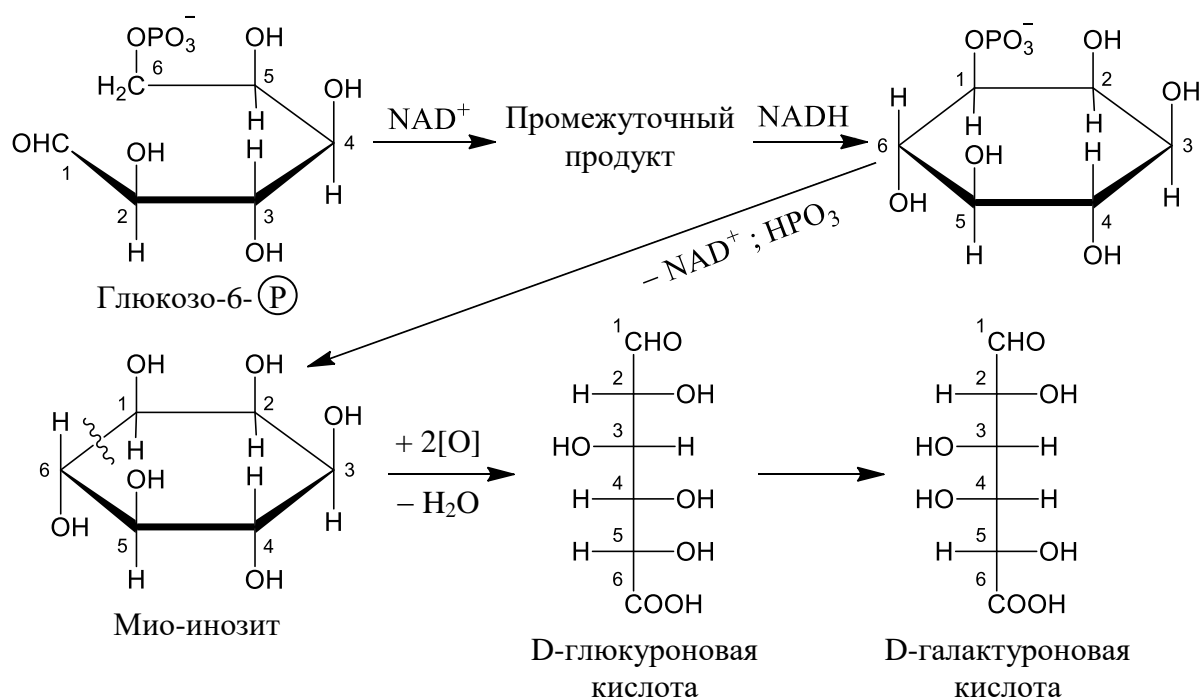 OPO₃⁻
OH
6
5
H₂C
OH
H
OHC
OH
H
4
1
H
2
3
H
OH
Глюкозо-6-Ⓟ
NAD⁺
Промежуточный
продукт
NADH
OPO₃⁻
OH
1
2
H
OH
H
H
6
OH
H
3
OH
H
5
4
H
OH
– NAD⁺ ; HPO₃
OH
OH
1
2
H
OH
H
H
6
OH
H
3
OH
H
5
4
H
OH
Мио-инозит
+ 2[O]
– H₂O
1
CHO
2
H OH
3
HO H
4
H OH
5
H OH
6
COOH
D-глюкуроновая
кислота
1
CHO
2
H OH
3
HO H
4
HO H
5
H OH
6
COOH
D-галактуроновая
кислота